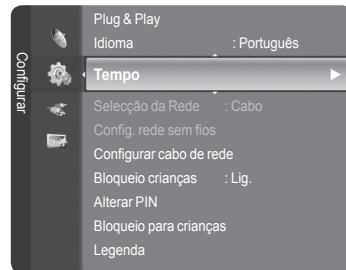 Configurar
Plug & Play
Idioma : Português
Tempo
Selecção da Rede : Cabo
Config. rede sem fios
Configurar cabo de rede
Bloqueio crianças : Lig.
Alterar PIN
Bloqueio para crianças
Legenda